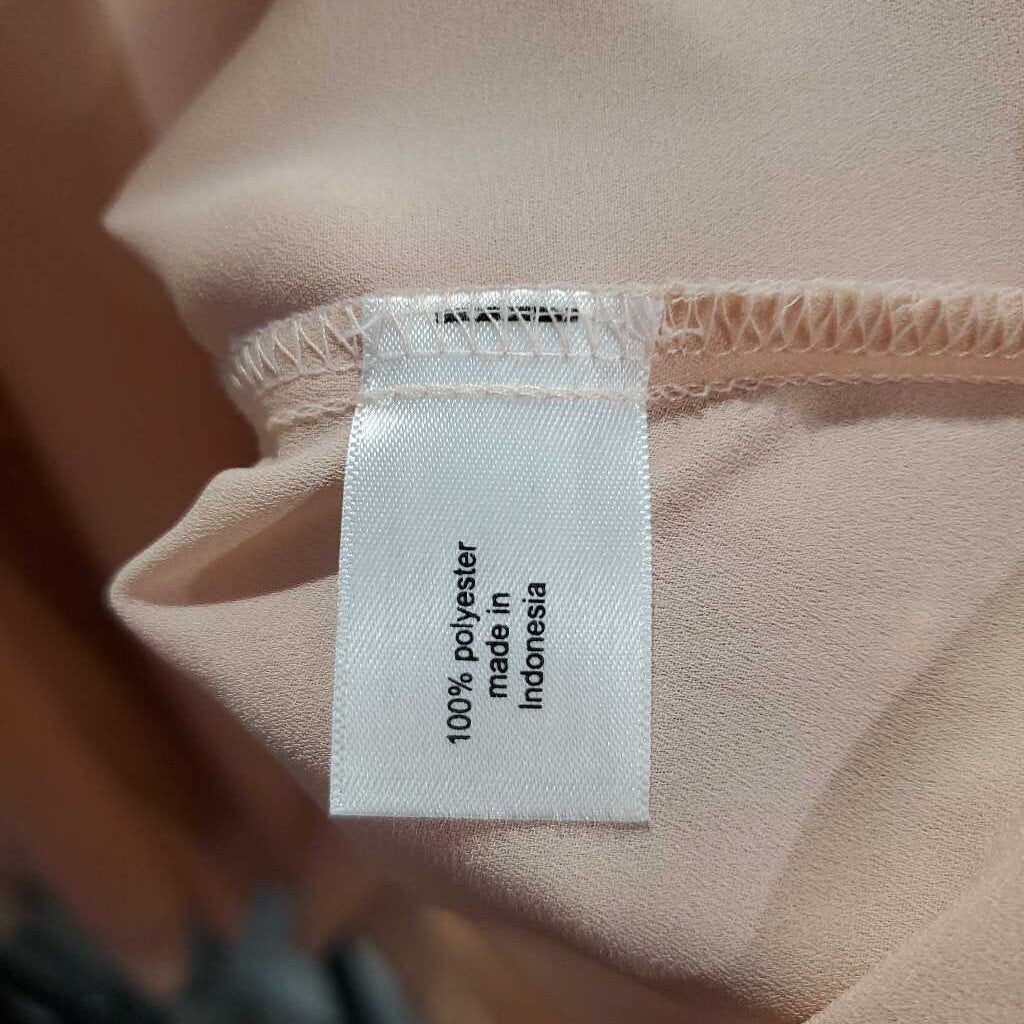 100% polyester
made in
Indonesia